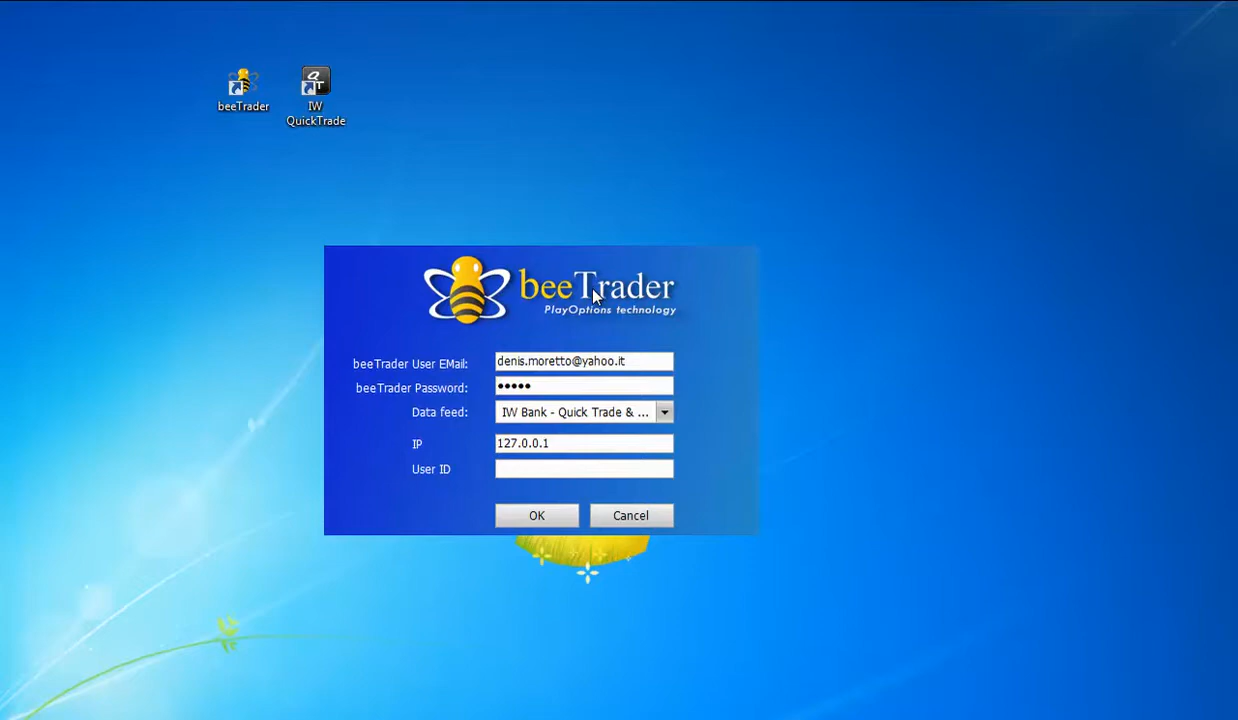 beeTrader
IW
QuickTrade
beeTrader
PlayOptions technology
beeTrader User EMail:
denis.moretto@yahoo.it
beeTrader Password:
•••••
Data feed:
IW Bank - Quick Trade & ...
IP
127.0.0.1
User ID
OK
Cancel